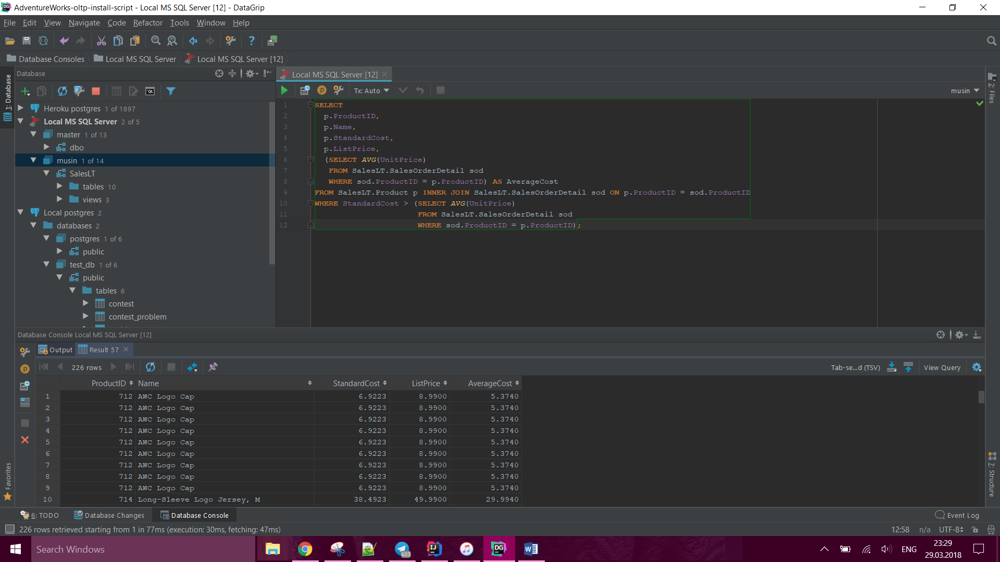 AdventureWorks-oltp-install-script - Local MS SQL Server [12] - DataGrip
File Edit View Navigate Code Refactor Tools Window Help
Database Consoles Local MS SQL Server Local MS SQL Server [12]
1: Database
Database
Heroku postgres 1 of 1897
Local MS SQL Server 2 of 5
master 1 of 13
dbo
musin 1 of 14
SalesLT
tables 10
views 3
Local postgres 2
databases 2
postgres 1 of 6
public
test_db 1 of 6
public
tables 6
contest
contest_problem
Local MS SQL Server [12]
Tx: Auto
musin
2: Files
1 SELECT
2 p.ProductID,
3 p.Name,
4 p.StandardCost,
5 p.ListPrice,
6 (SELECT AVG(UnitPrice)
7 FROM SalesLT.SalesOrderDetail sod
8 WHERE sod.ProductID = p.ProductID) AS AverageCost
9 FROM SalesLT.Product p INNER JOIN SalesLT.SalesOrderDetail sod ON p.ProductID = sod.ProductID
10 WHERE StandardCost > (SELECT AVG(UnitPrice)
11 FROM SalesLT.SalesOrderDetail sod
12 WHERE sod.ProductID = p.ProductID);
Database Console Local MS SQL Server [12]
Output Result 57
226 rows
Tab-se...d (TSV) View Query
ProductID Name StandardCost ListPrice AverageCost
1 712 AWC Logo Cap 6.9223 8.9900 5.3740
2 712 AWC Logo Cap 6.9223 8.9900 5.3740
3 712 AWC Logo Cap 6.9223 8.9900 5.3740
4 712 AWC Logo Cap 6.9223 8.9900 5.3740
5 712 AWC Logo Cap 6.9223 8.9900 5.3740
6 712 AWC Logo Cap 6.9223 8.9900 5.3740
7 712 AWC Logo Cap 6.9223 8.9900 5.3740
8 712 AWC Logo Cap 6.9223 8.9900 5.3740
9 712 AWC Logo Cap 6.9223 8.9900 5.3740
10 714 Long-Sleeve Logo Jersey, M 38.4923 49.9900 29.9940
Favorites
7: Structure
6: TODO Database Changes Database Console Event Log
226 rows retrieved starting from 1 in 77ms (execution: 30ms, fetching: 47ms) 12:58 n/a UTF-8
Search Windows
603
ENG
23:29
29.03.2018